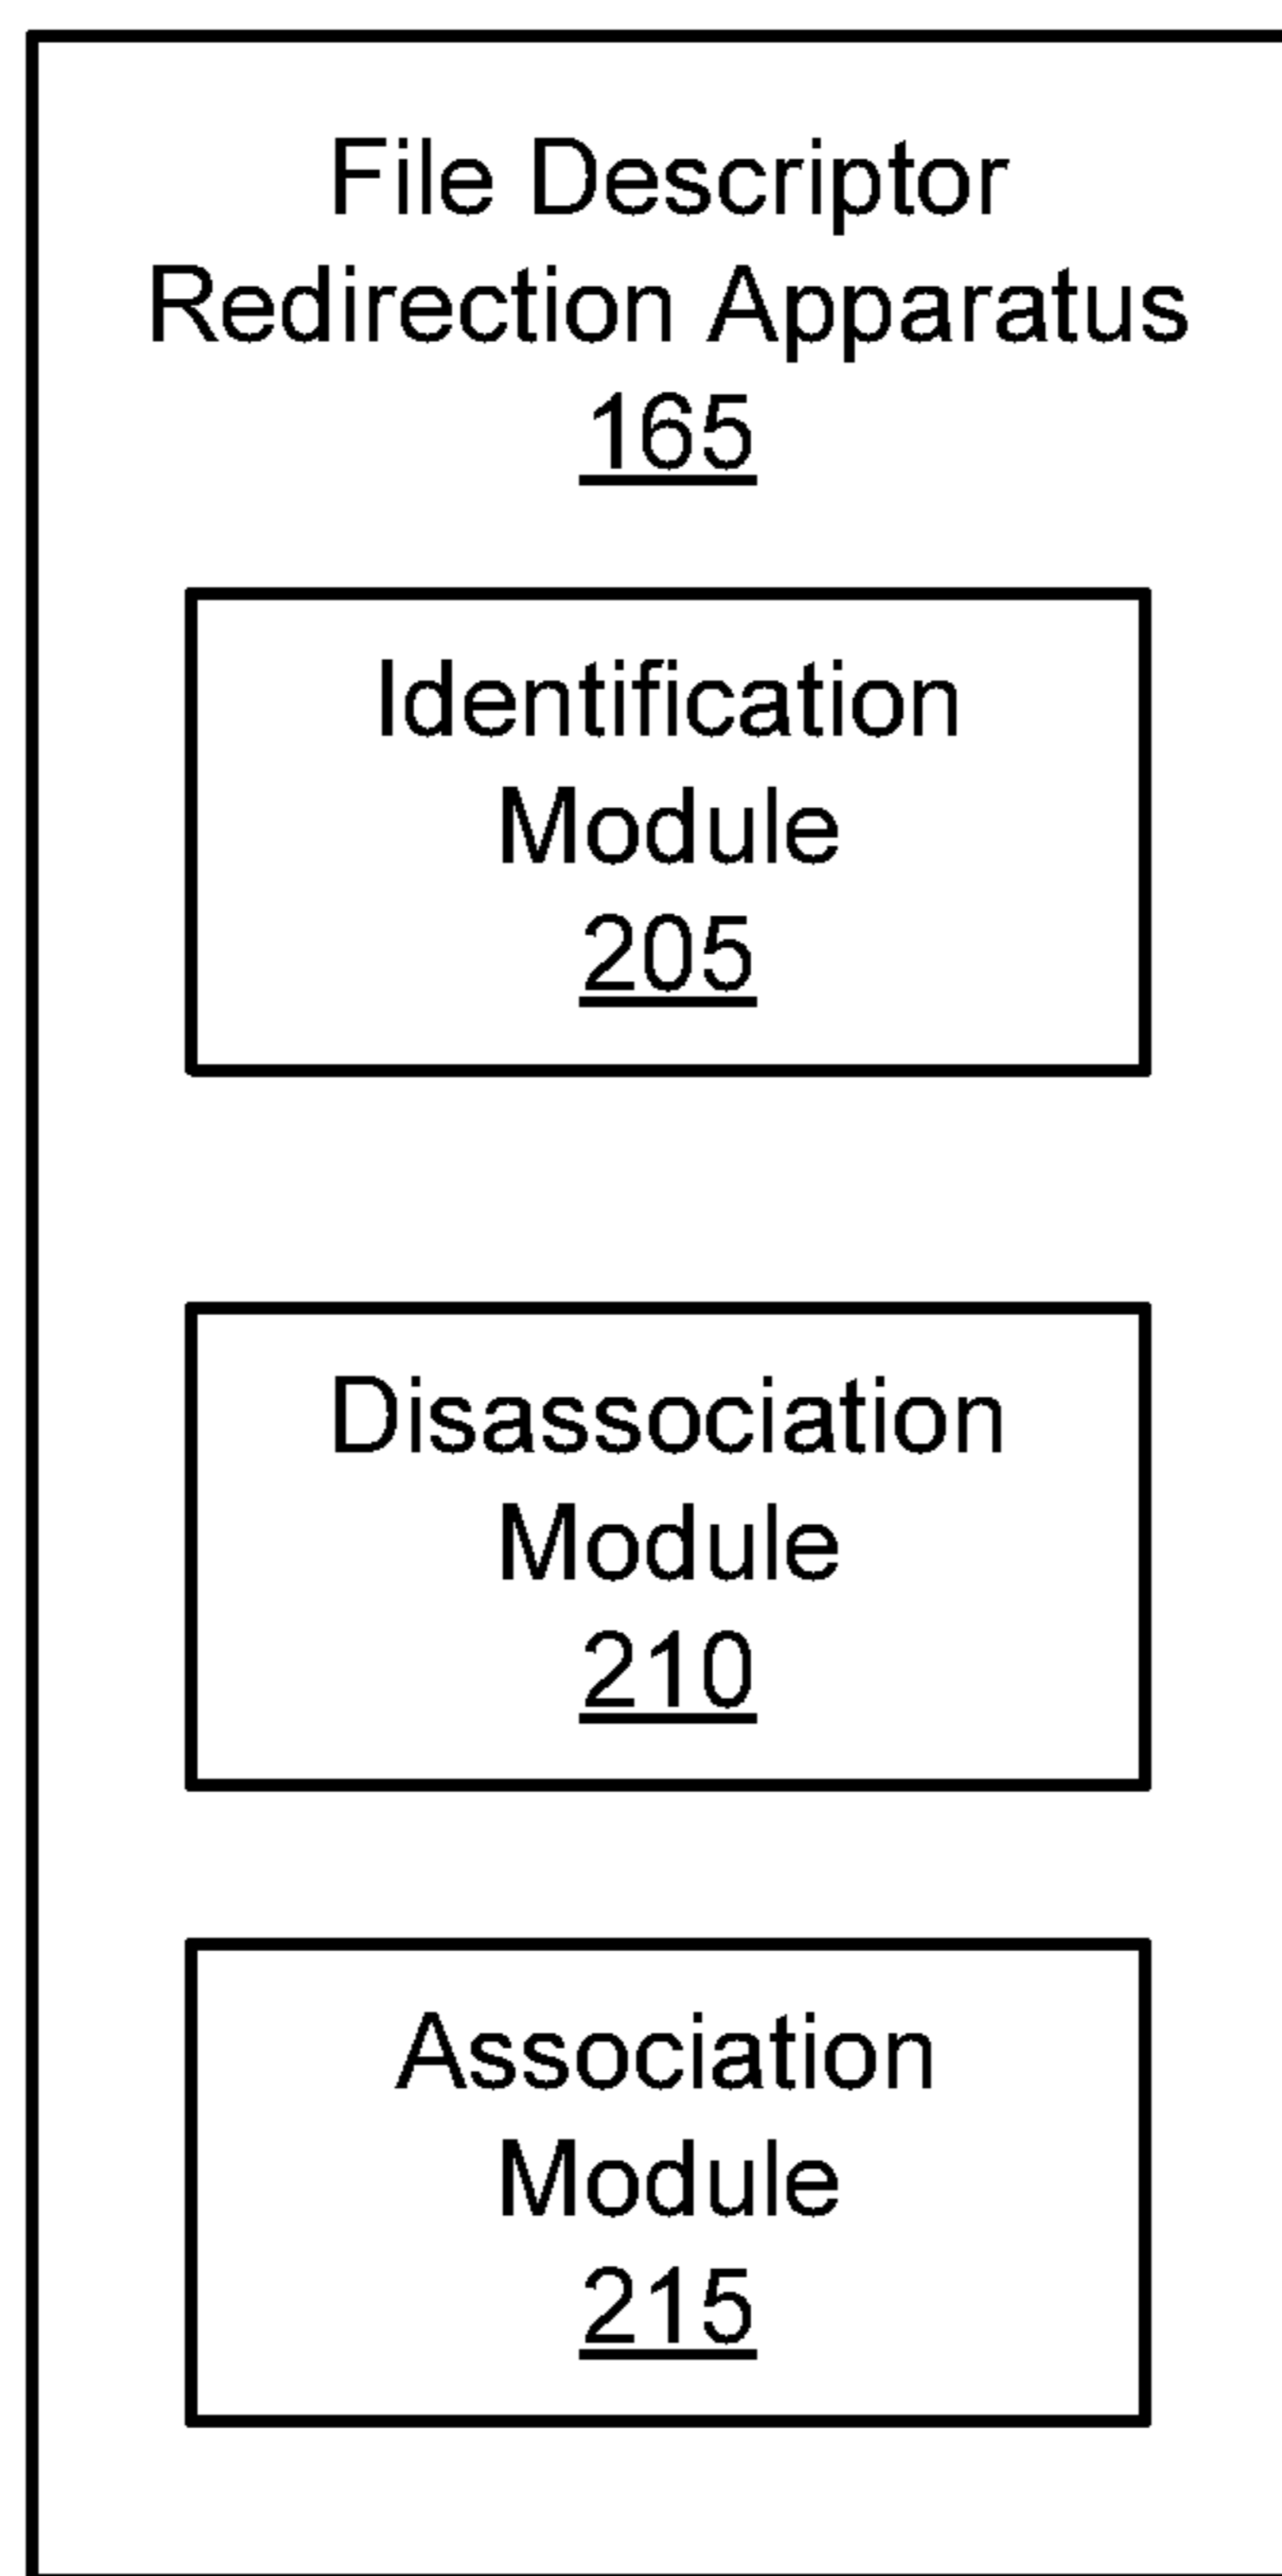 File Descriptor
Redirection Apparatus
165
Identification
Module
205
Disassociation
Module
210
Association
Module
215